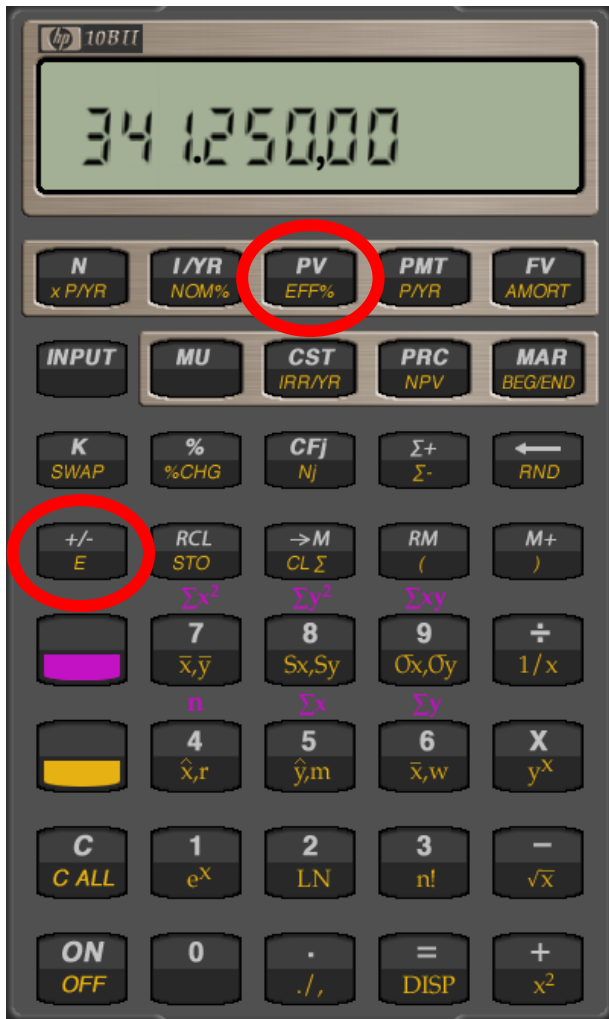 hp 10BII
341.250,00
N I/YR PV PMT FV
x P/YR NOM% EFF% P/YR AMORT
INPUT MU CST PRC MAR
IRR/YR NPV BEG/END
K % CFj Σ+ ←
SWAP %CHG Nj Σ- RND
+/- RCL →M RM M+
E STO CL Σ ( )
Σx² Σy² Σxy
7 8 9 ÷
x̄,ȳ Sx,Sy σx,σy 1/x
n Σx Σy
4 5 6 X
x̂,r ŷ,m x̄,w yˣ
C 1 2 3 −
C ALL eˣ LN n! √x
ON 0 . = +
OFF ./, DISP x²